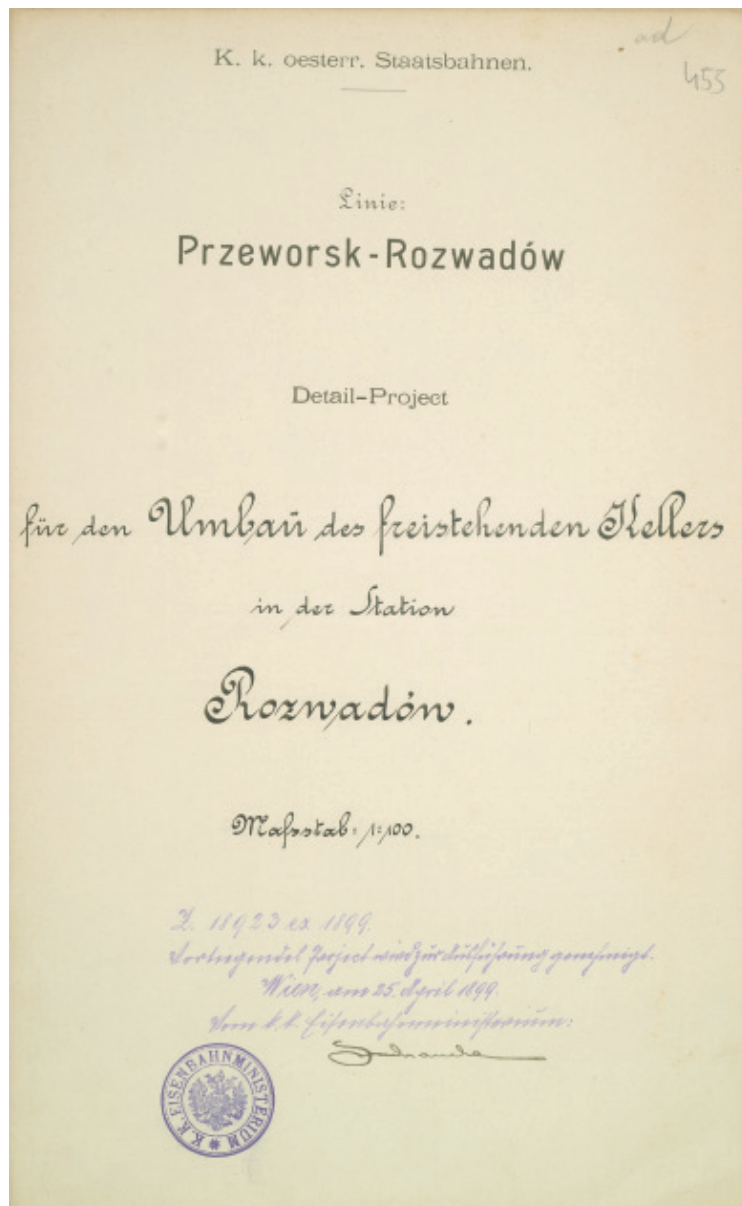 ad
455
K. k. oesterr. Staatsbahnen.
Linie:
Przeworsk-Rozwadów
Detail-Project
für den Umbau des freistehenden Kellers
in der Station
Rozwadów.
Maſsstab = 1:100.
Z. 18923 ex 1899.
Vorliegendes Project wird zur Ausführung genehmigt.
Wien, am 25. April 1899.
Vom k. k. Eisenbahnministerium:
K. K. EISENBAHNMINISTERIUM